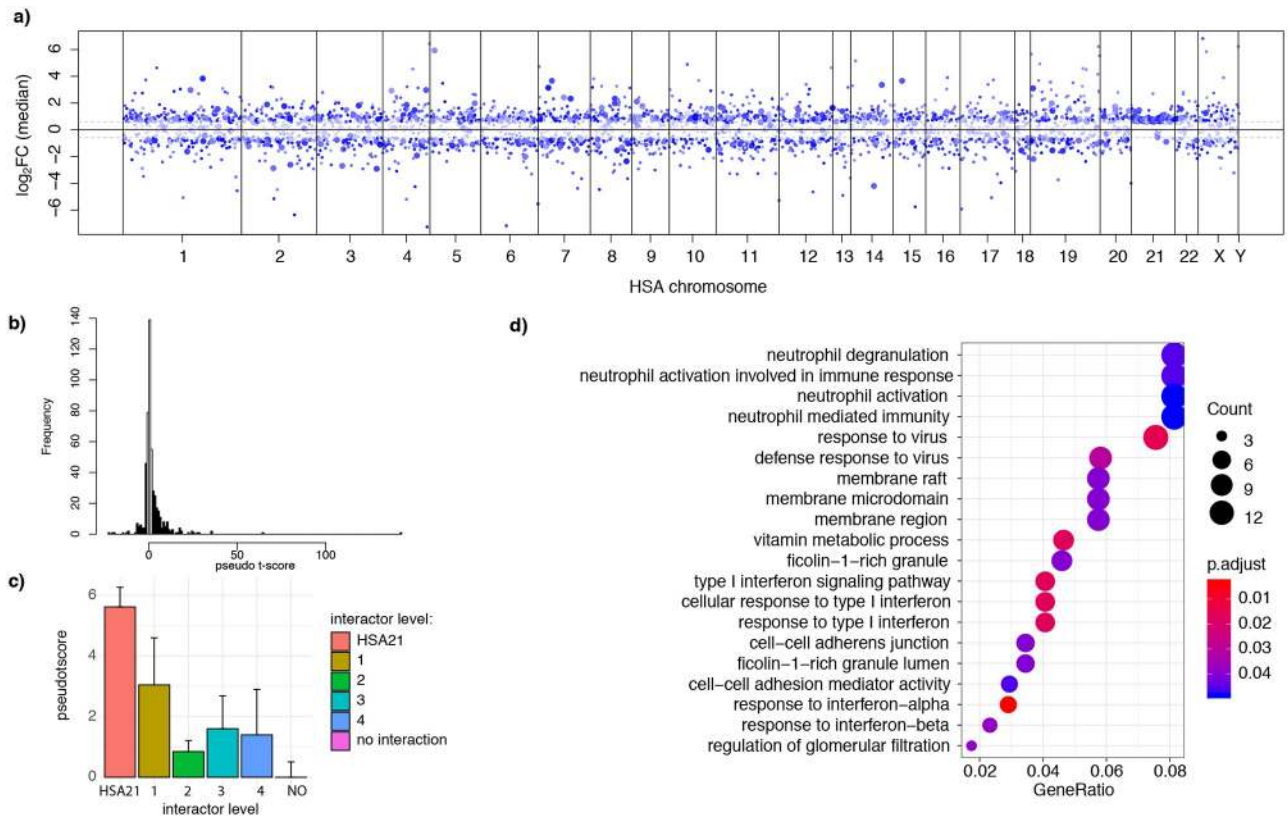 a)
log2FC (median)
6
4
2
0
−2
−4
−6
1 2 3 4 5 6 7 8 9 10 11 12 13 14 15 16 17 18 19 20 21 22 X Y
HSA chromosome
b)
Frequency
140
120
100
80
60
40
20
0
0 50 100
pseudo t-score
c)
pseudotscore
6
4
2
0
HSA21 1 2 3 4 NO
interactor level
interactor level:
HSA21
1
2
3
4
no interaction
d)
neutrophil degranulation
neutrophil activation involved in immune response
neutrophil activation
neutrophil mediated immunity
response to virus
defense response to virus
membrane raft
membrane microdomain
membrane region
vitamin metabolic process
ficolin−1−rich granule
type I interferon signaling pathway
cellular response to type I interferon
response to type I interferon
cell−cell adherens junction
ficolin−1−rich granule lumen
cell−cell adhesion mediator activity
response to interferon−alpha
response to interferon−beta
regulation of glomerular filtration
0.02 0.04 0.06 0.08
GeneRatio
Count
3
6
9
12
p.adjust
0.01
0.02
0.03
0.04